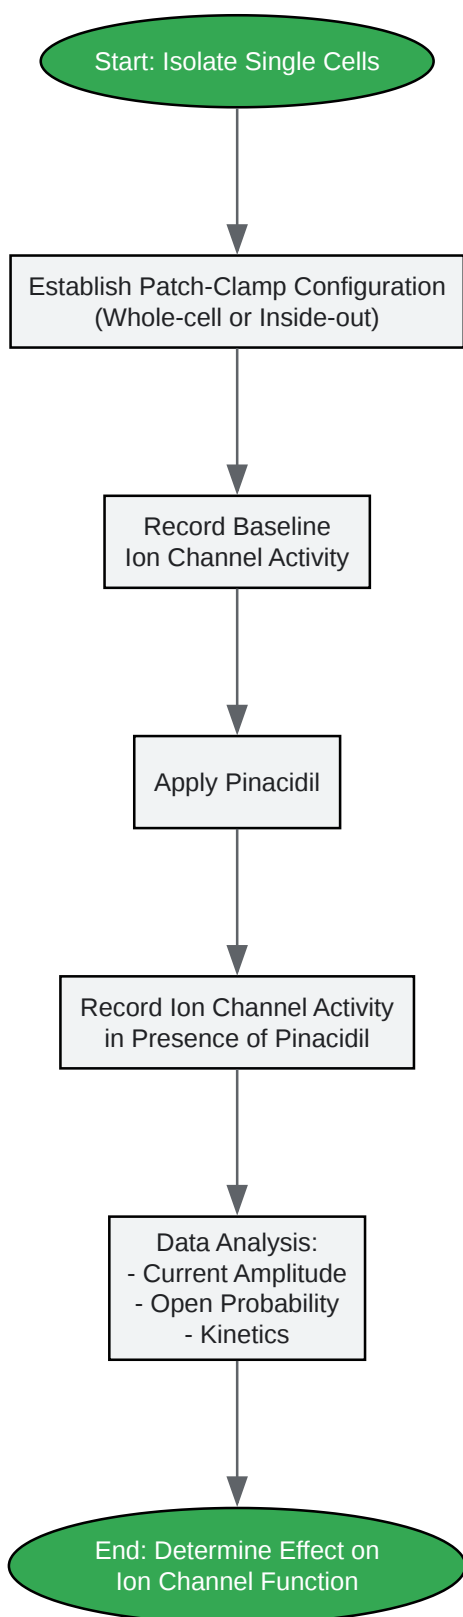 Start: Isolate Single Cells
Establish Patch-Clamp Configuration
(Whole-cell or Inside-out)
Record Baseline
Ion Channel Activity
Apply Pinacidil
Record Ion Channel Activity
in Presence of Pinacidil
Data Analysis:
- Current Amplitude
- Open Probability
- Kinetics
End: Determine Effect on
Ion Channel Function